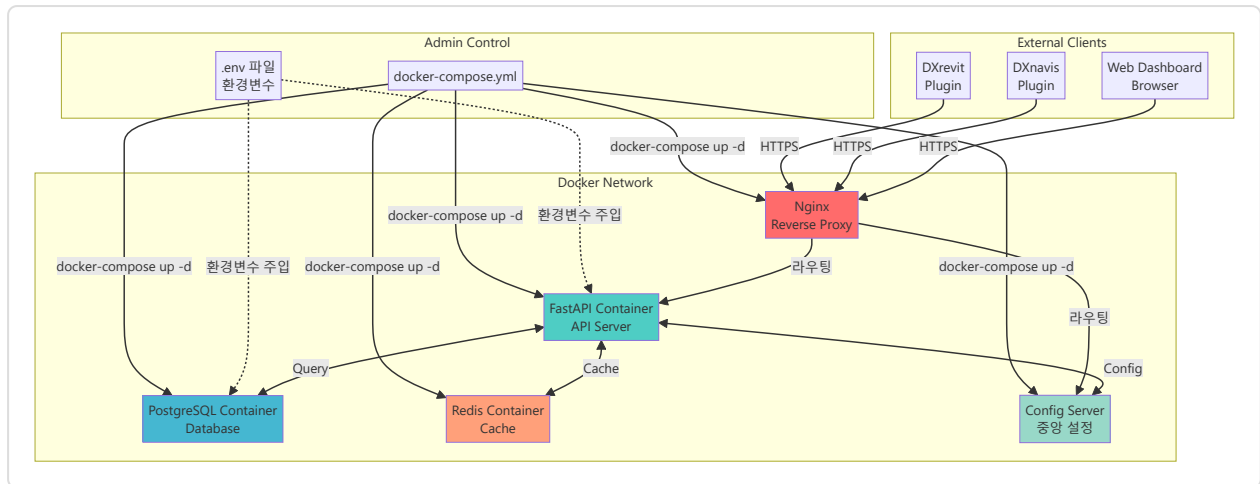 Admin Control
External Clients
.env 파일
환경변수
docker-compose.yml
DXrevit
Plugin
DXnavis
Plugin
Web Dashboard
Browser
docker-compose up -d
HTTPS
HTTPS
HTTPS
Docker Network
Nginx
Reverse Proxy
docker-compose up -d
환경변수 주입
docker-compose up -d
환경변수 주입
docker-compose up -d
라우팅
docker-compose up -d
FastAPI Container
API Server
라우팅
Query
Cache
Config
PostgreSQL Container
Database
Redis Container
Cache
Config Server
중앙 설정